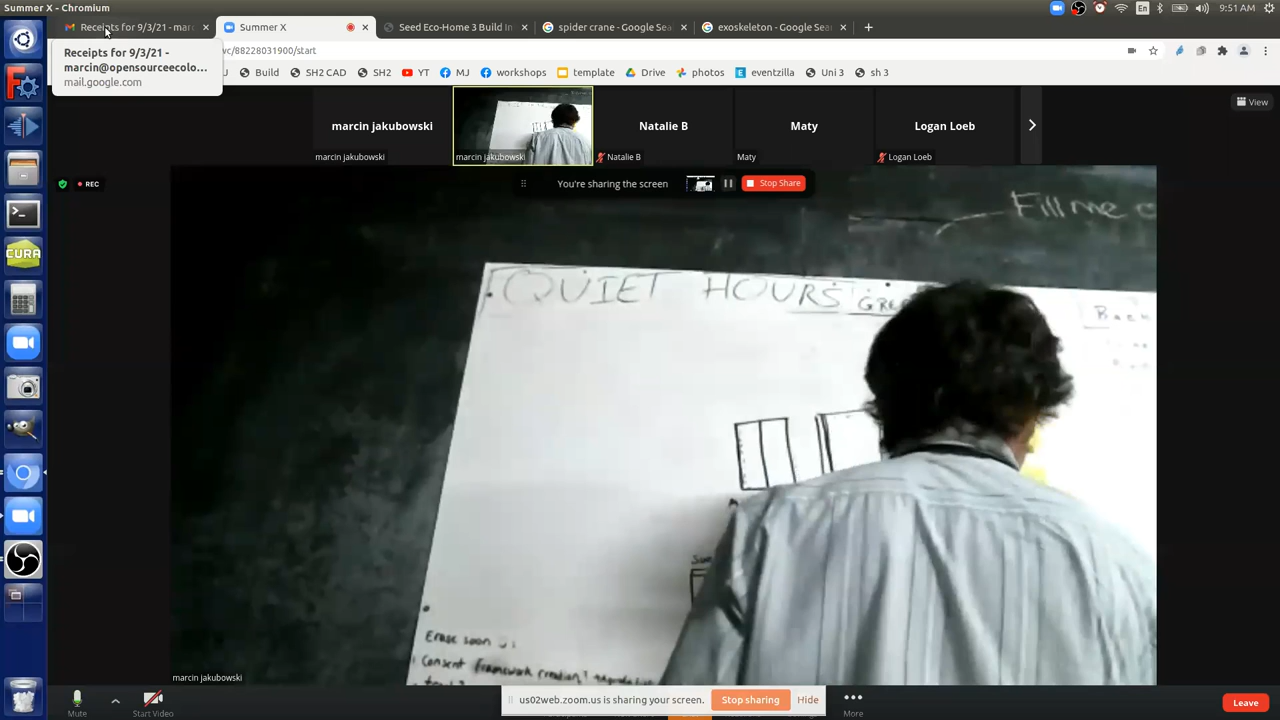 Summer X - Chromium
En
9:51 AM
Receipts for 9/3/21 - marc
Summer X
Seed Eco-Home 3 Build In
spider crane - Google Sea
exoskeleton - Google Sea
Receipts for 9/3/21 -
marcin@opensourceecolo...
mail.google.com
vc/88228031900/start
U
Build
SH2 CAD
SH2
YT
MJ
workshops
template
Drive
photos
eventzilla
Uni 3
sh 3
View
marcin jakubowski
Natalie B
Maty
Logan Loeb
marcin jakubowski
marcin jakubowski
Natalie B
Maty
Logan Loeb
REC
You're sharing the screen
Stop Share
Fill me
QUIET HOURS
CURA
Erase soon
Consent Framework creation?
marcin jakubowski
us02web.zoom.us is sharing your screen.
Stop sharing
Hide
Mute
Start Video
More
Leave